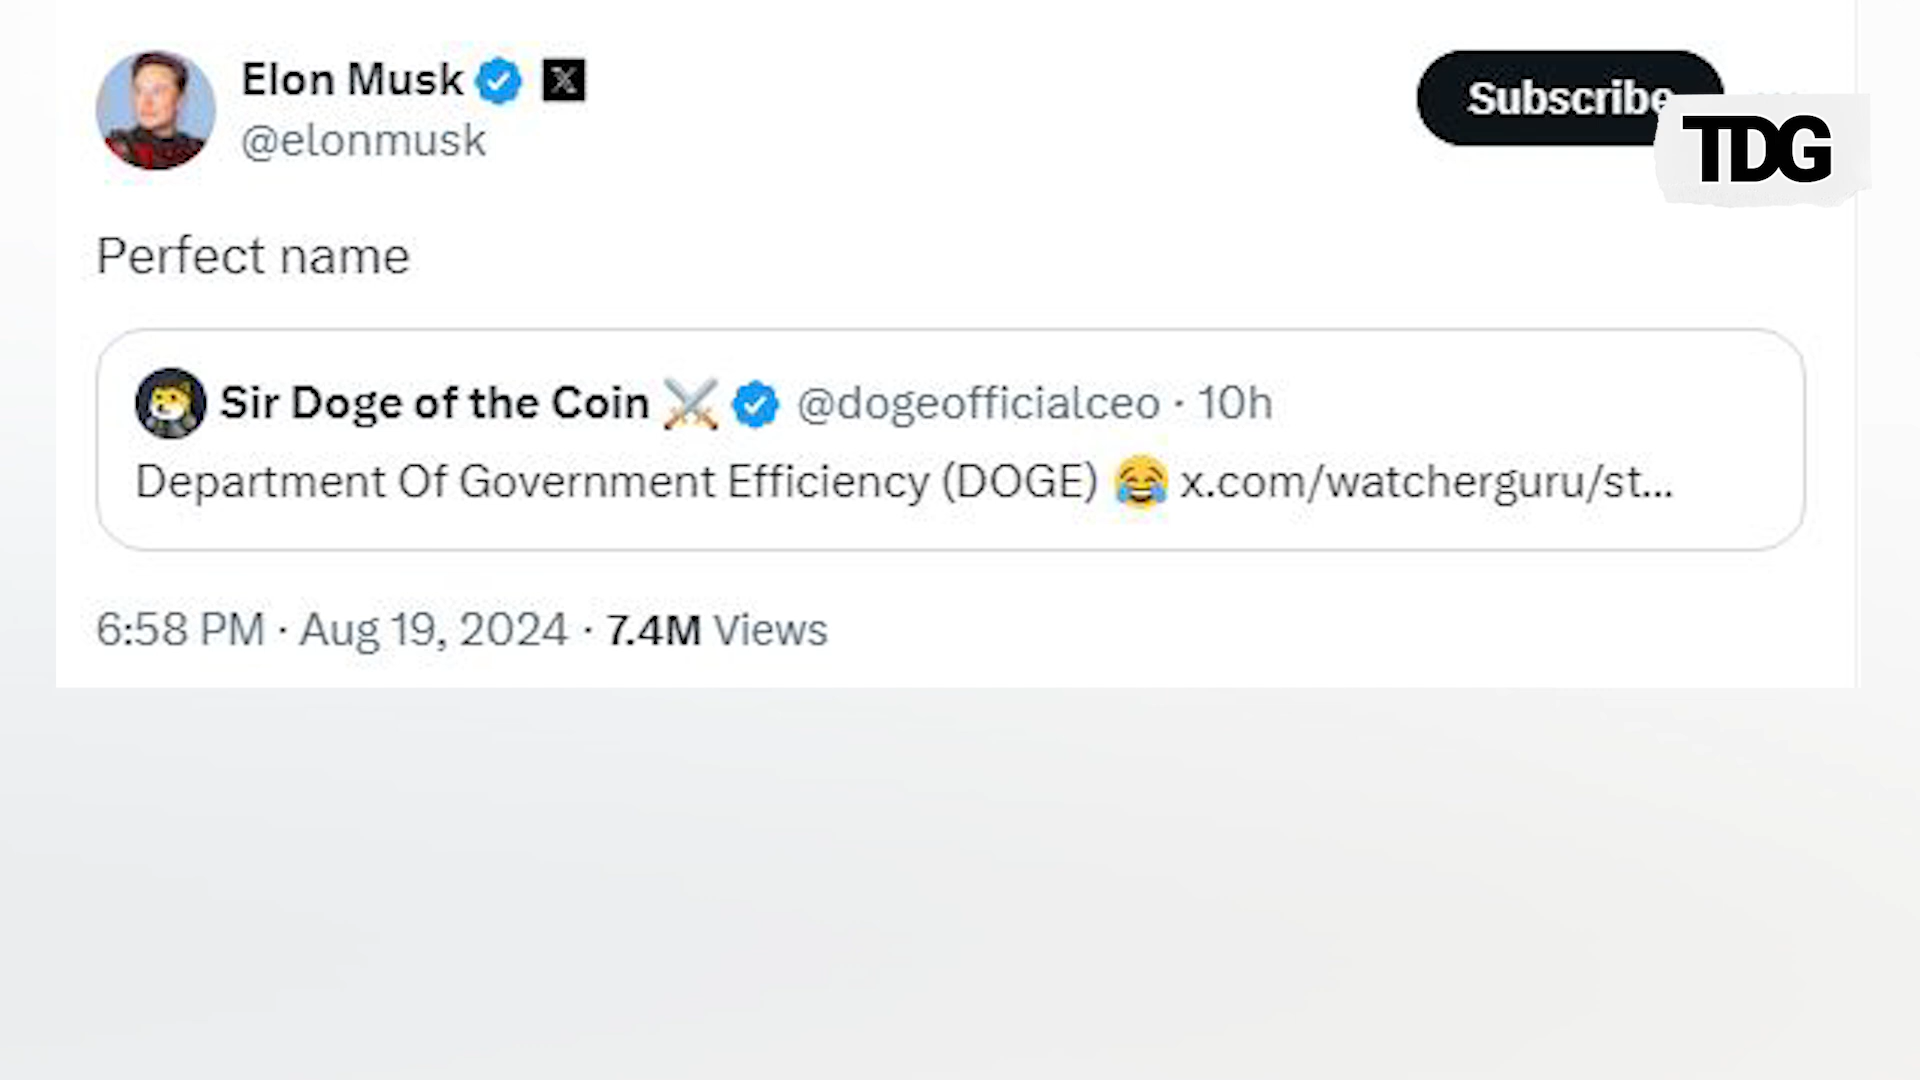 Elon Musk
@elonmusk
Subscribe
TDG
Perfect name
Sir Doge of the Coin ⚔️ @dogeofficialceo · 10h
Department Of Government Efficiency (DOGE) 😂 x.com/watcherguru/st...
6:58 PM · Aug 19, 2024 · 7.4M Views